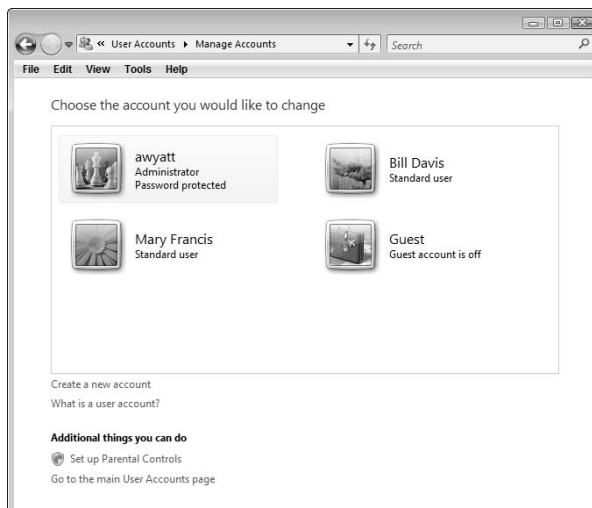 « User Accounts ▸ Manage Accounts
Search
File Edit View Tools Help
Choose the account you would like to change
awyatt
Administrator
Password protected
Bill Davis
Standard user
Mary Francis
Standard user
Guest
Guest account is off
Create a new account
What is a user account?
Additional things you can do
Set up Parental Controls
Go to the main User Accounts page